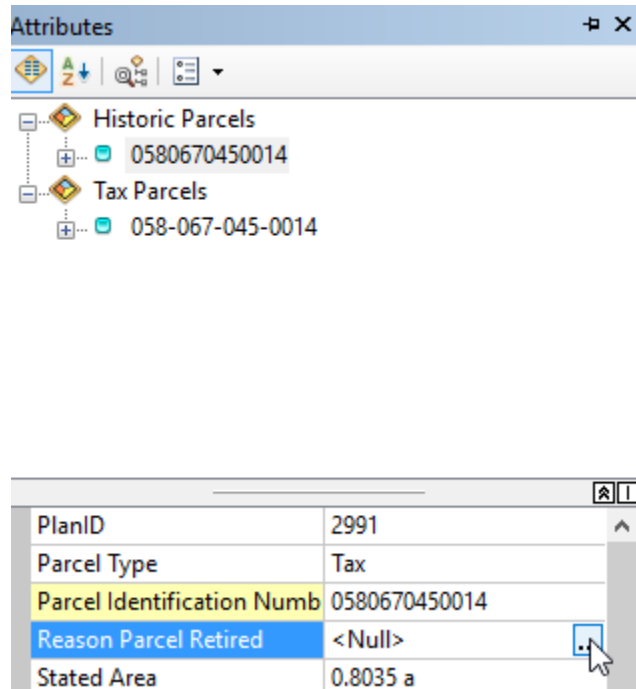 Attributes
Historic Parcels
0580670450014
Tax Parcels
058-067-045-0014
PlanID 2991
Parcel Type Tax
Parcel Identification Numb 0580670450014
Reason Parcel Retired <Null> ...
Stated Area 0.8035 a